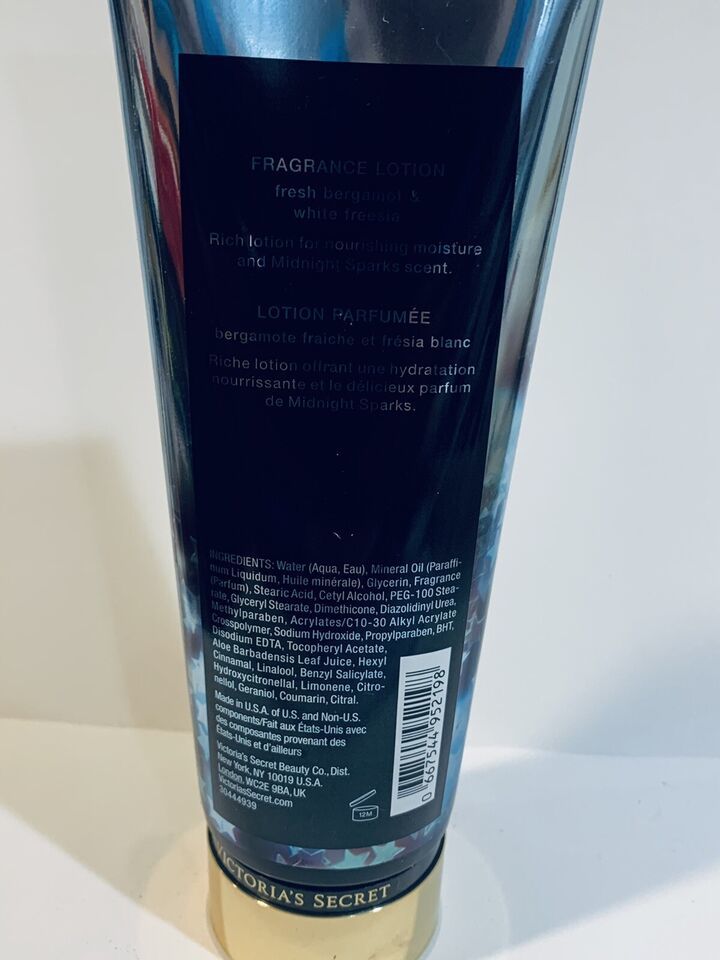 FRAGRANCE LOTION
fresh bergamot &
white freesia
Rich lotion for nourishing moisture
and Midnight Sparks scent.
LOTION PARFUMÉE
bergamote fraiche et frésia blanc
Riche lotion offrant une hydratation
nourrissante et le délicieux parfum
de Midnight Sparks.
INGREDIENTS: Water (Aqua, Eau), Mineral Oil (Paraffi-
num Liquidum, Huile minérale), Glycerin, Fragrance
(Parfum), Stearic Acid, Cetyl Alcohol, PEG-100 Stea-
rate, Glyceryl Stearate, Dimethicone, Diazolidinyl Urea,
Methylparaben, Acrylates/C10-30 Alkyl Acrylate
Crosspolymer, Sodium Hydroxide, Propylparaben, BHT,
Disodium EDTA, Tocopheryl Acetate,
Aloe Barbadensis Leaf Juice, Hexyl
Cinnamal, Linalool, Benzyl Salicylate,
Hydroxycitronellal, Limonene, Citro-
nellol, Geraniol, Coumarin, Citral.
Made in U.S.A. of U.S. and Non-U.S.
components/Fait aux États-Unis avec
des composantes provenant des
États-Unis et d'ailleurs
Victoria's Secret Beauty Co., Dist.
New York, NY 10019 U.S.A.
London, WC2E 9BA, UK
VictoriasSecret.com
30444939
12M
0 667544 952198
VICTORIA'S SECRET